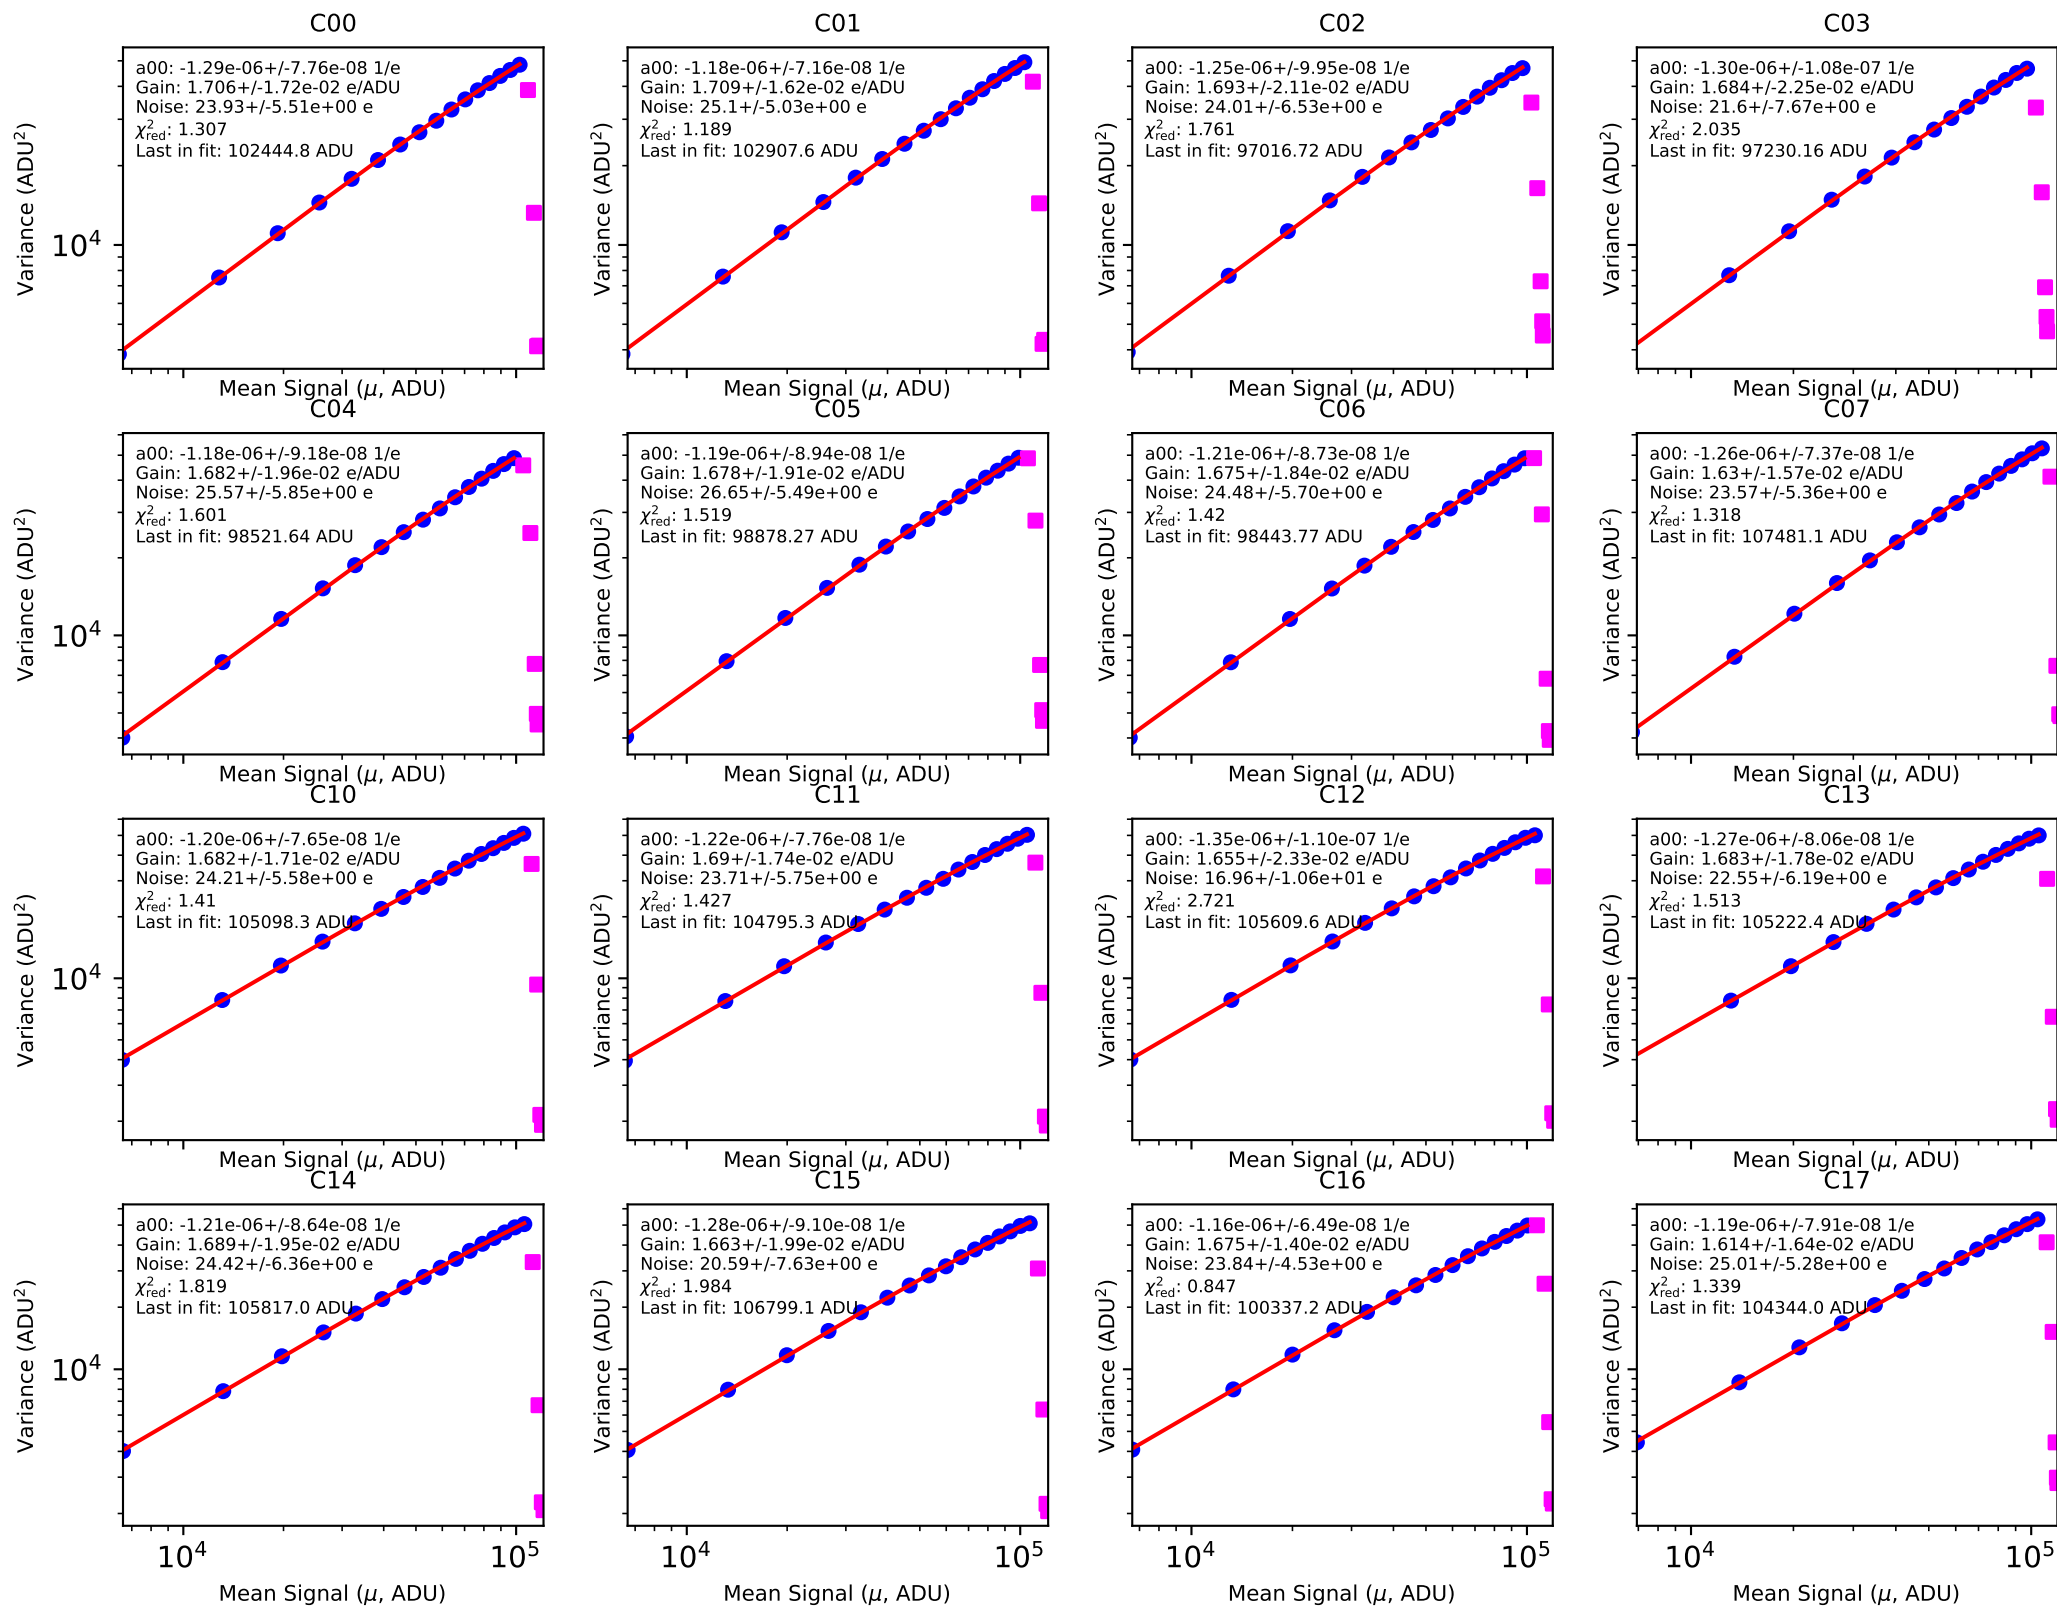 C00
a00: -1.29e-06+/-7.76e-08 1/e
Gain: 1.706+/-1.72e-02 e/ADU
Noise: 23.93+/-5.51e+00 e
χ²red: 1.307
Last in fit: 102444.8 ADU
Variance (ADU²)
10⁴
Mean Signal (μ, ADU)
C01
a00: -1.18e-06+/-7.16e-08 1/e
Gain: 1.709+/-1.62e-02 e/ADU
Noise: 25.1+/-5.03e+00 e
χ²red: 1.189
Last in fit: 102907.6 ADU
Variance (ADU²)
Mean Signal (μ, ADU)
C02
a00: -1.25e-06+/-9.95e-08 1/e
Gain: 1.693+/-2.11e-02 e/ADU
Noise: 24.01+/-6.53e+00 e
χ²red: 1.761
Last in fit: 97016.72 ADU
Variance (ADU²)
Mean Signal (μ, ADU)
C03
a00: -1.30e-06+/-1.08e-07 1/e
Gain: 1.684+/-2.25e-02 e/ADU
Noise: 21.6+/-7.67e+00 e
χ²red: 2.035
Last in fit: 97230.16 ADU
Variance (ADU²)
Mean Signal (μ, ADU)
C04
a00: -1.18e-06+/-9.18e-08 1/e
Gain: 1.682+/-1.96e-02 e/ADU
Noise: 25.57+/-5.85e+00 e
χ²red: 1.601
Last in fit: 98521.64 ADU
Variance (ADU²)
10⁴
Mean Signal (μ, ADU)
C05
a00: -1.19e-06+/-8.94e-08 1/e
Gain: 1.678+/-1.91e-02 e/ADU
Noise: 26.65+/-5.49e+00 e
χ²red: 1.519
Last in fit: 98878.27 ADU
Variance (ADU²)
Mean Signal (μ, ADU)
C06
a00: -1.21e-06+/-8.73e-08 1/e
Gain: 1.675+/-1.84e-02 e/ADU
Noise: 24.48+/-5.70e+00 e
χ²red: 1.42
Last in fit: 98443.77 ADU
Variance (ADU²)
Mean Signal (μ, ADU)
C07
a00: -1.26e-06+/-7.37e-08 1/e
Gain: 1.63+/-1.57e-02 e/ADU
Noise: 23.57+/-5.36e+00 e
χ²red: 1.318
Last in fit: 107481.1 ADU
Variance (ADU²)
Mean Signal (μ, ADU)
C10
a00: -1.20e-06+/-7.65e-08 1/e
Gain: 1.682+/-1.71e-02 e/ADU
Noise: 24.21+/-5.58e+00 e
χ²red: 1.41
Last in fit: 105098.3 ADU
Variance (ADU²)
10⁴
Mean Signal (μ, ADU)
C11
a00: -1.22e-06+/-7.76e-08 1/e
Gain: 1.69+/-1.74e-02 e/ADU
Noise: 23.71+/-5.75e+00 e
χ²red: 1.427
Last in fit: 104795.3 ADU
Variance (ADU²)
Mean Signal (μ, ADU)
C12
a00: -1.35e-06+/-1.10e-07 1/e
Gain: 1.655+/-2.33e-02 e/ADU
Noise: 16.96+/-1.06e+01 e
χ²red: 2.721
Last in fit: 105609.6 ADU
Variance (ADU²)
Mean Signal (μ, ADU)
C13
a00: -1.27e-06+/-8.06e-08 1/e
Gain: 1.683+/-1.78e-02 e/ADU
Noise: 22.55+/-6.19e+00 e
χ²red: 1.513
Last in fit: 105222.4 ADU
Variance (ADU²)
Mean Signal (μ, ADU)
C14
a00: -1.21e-06+/-8.64e-08 1/e
Gain: 1.689+/-1.95e-02 e/ADU
Noise: 24.42+/-6.36e+00 e
χ²red: 1.819
Last in fit: 105817.0 ADU
Variance (ADU²)
10⁴
10⁴ 10⁵
Mean Signal (μ, ADU)
C15
a00: -1.28e-06+/-9.10e-08 1/e
Gain: 1.663+/-1.99e-02 e/ADU
Noise: 20.59+/-7.63e+00 e
χ²red: 1.984
Last in fit: 106799.1 ADU
Variance (ADU²)
10⁴ 10⁵
Mean Signal (μ, ADU)
C16
a00: -1.16e-06+/-6.49e-08 1/e
Gain: 1.675+/-1.40e-02 e/ADU
Noise: 23.84+/-4.53e+00 e
χ²red: 0.847
Last in fit: 100337.2 ADU
Variance (ADU²)
10⁴ 10⁵
Mean Signal (μ, ADU)
C17
a00: -1.19e-06+/-7.91e-08 1/e
Gain: 1.614+/-1.64e-02 e/ADU
Noise: 25.01+/-5.28e+00 e
χ²red: 1.339
Last in fit: 104344.0 ADU
Variance (ADU²)
10⁴ 10⁵
Mean Signal (μ, ADU)